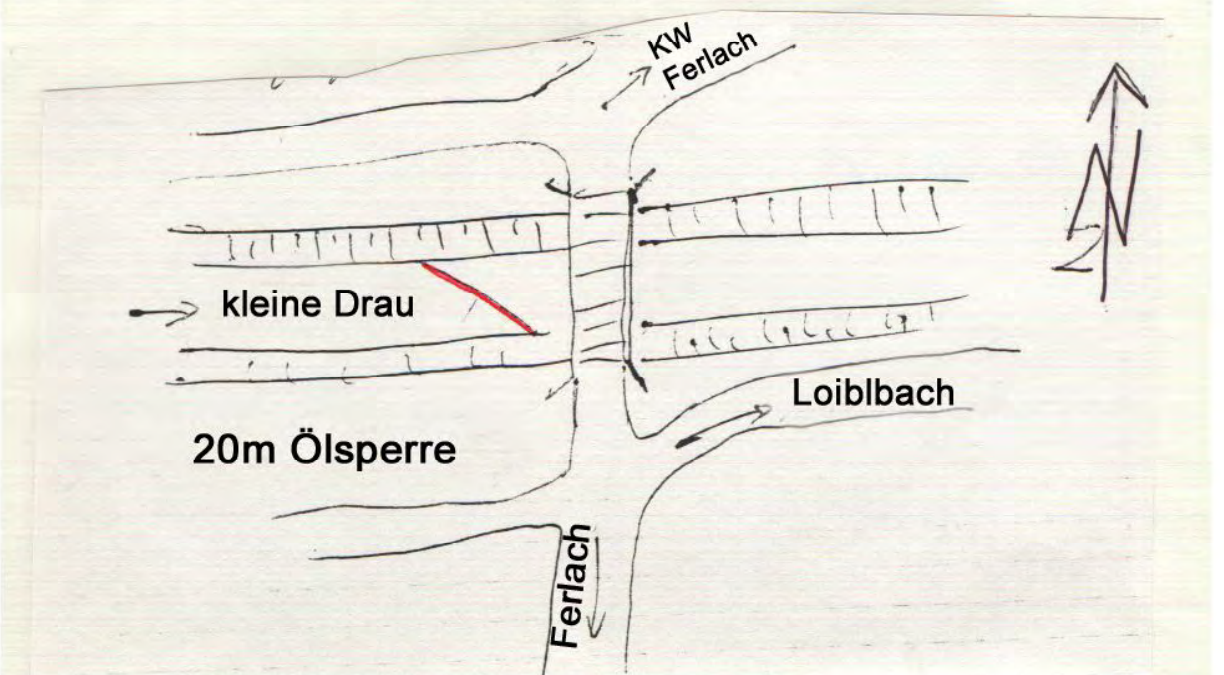 KW
Ferlach
N
kleine Drau
Loiblbach
20m Ölsperre
Ferlach